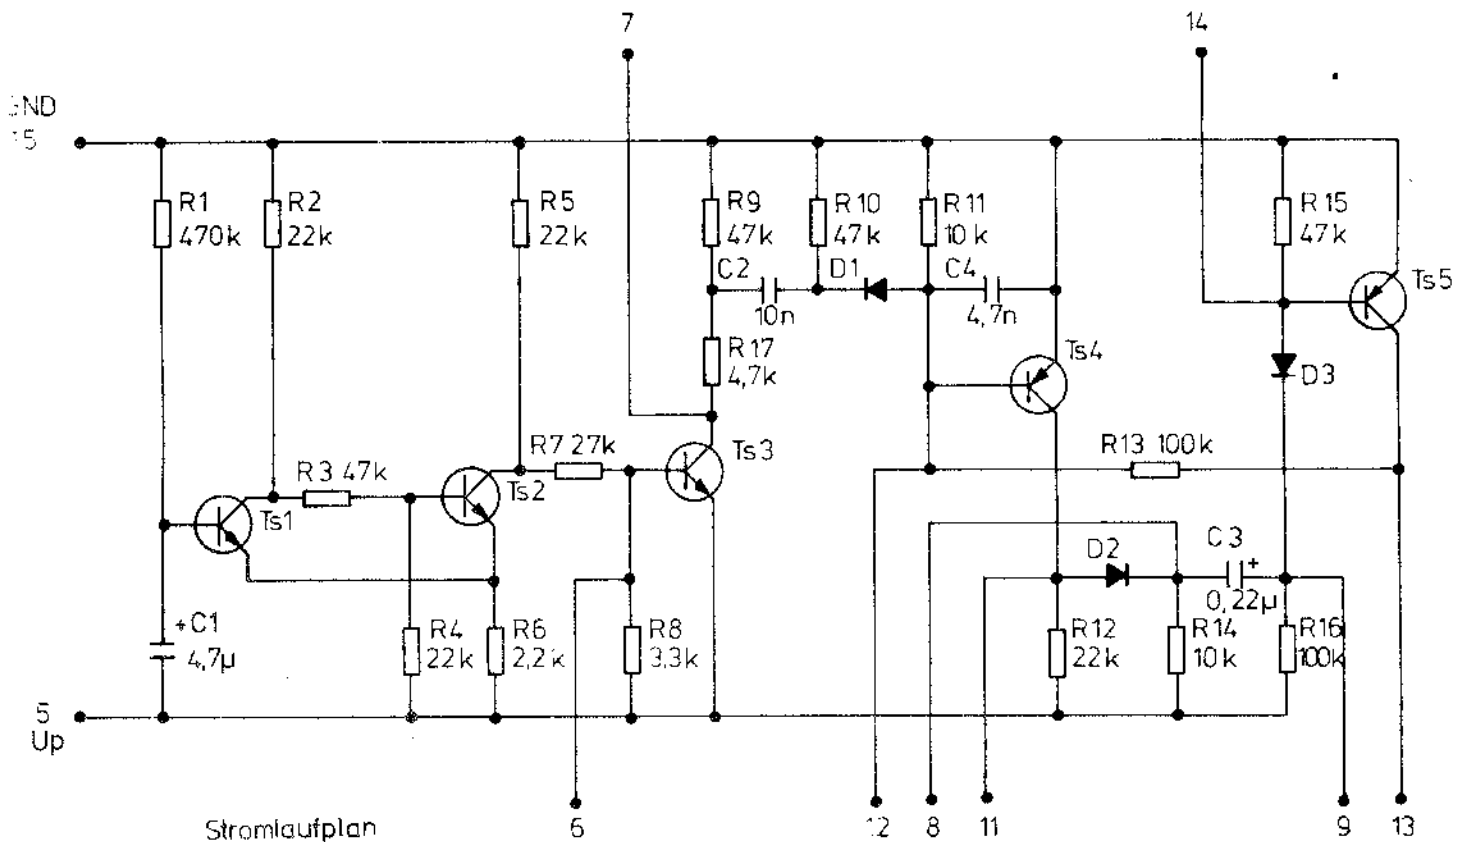 7
14
R1
470k
R2
22k
R5
22k
R9
47k
R10
47k
R11
10k
R15
47k
C2
10n
D1
C4
4,7n
Ts5
R17
4,7k
Ts4
D3
R3 47k
R7 27k
Ts3
R13 100k
Ts1
Ts2
D2
C3
+
0,22µ
+C1
4,7µ
R4
22k
R6
2,2k
R8
3,3k
R12
22k
R14
10k
R16
100k
5
Up
Stromlaufplan
6
12
8
11
9
13